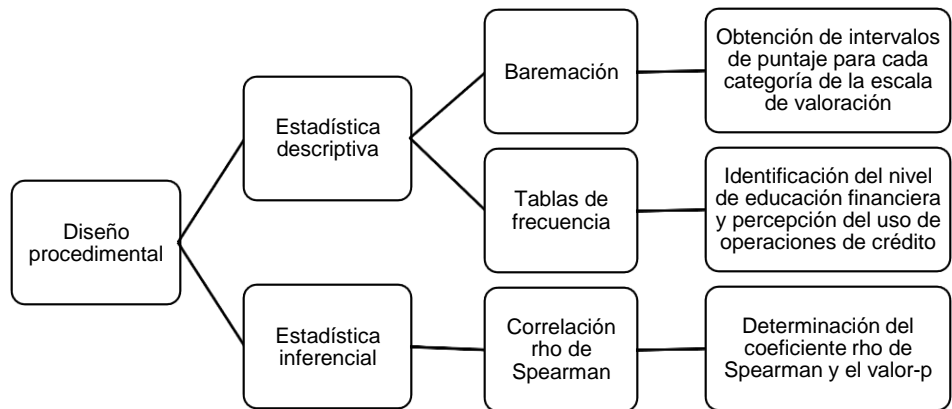 Diseño
procedimental
Estadística
descriptiva
Baremación
Obtención de intervalos
de puntaje para cada
categoría de la escala
de valoración
Tablas de
frecuencia
Identificación del nivel
de educación financiera
y percepción del uso de
operaciones de crédito
Estadística
inferencial
Correlación
rho de
Spearman
Determinación del
coeficiente rho de
Spearman y el valor-p